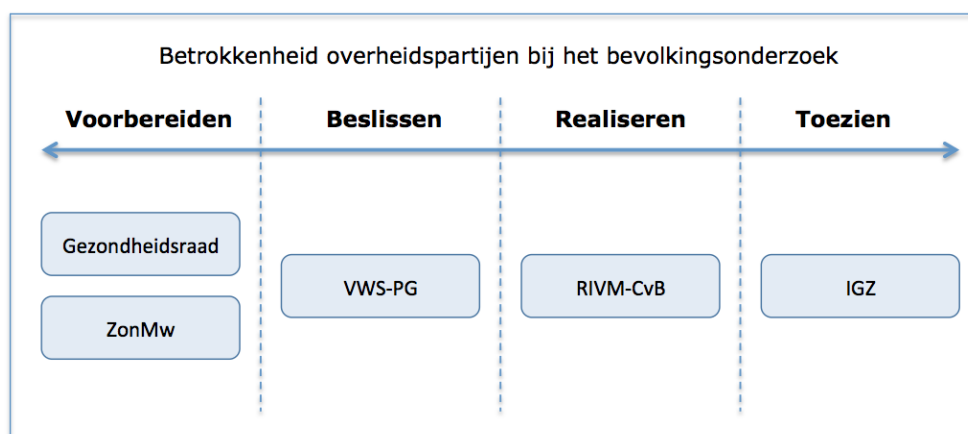 Betrokkenheid overheidspartijen bij het bevolkingsonderzoek
Voorbereiden
Beslissen
Realiseren
Toezien
Gezondheidsraad
ZonMw
VWS-PG
RIVM-CvB
IGZ